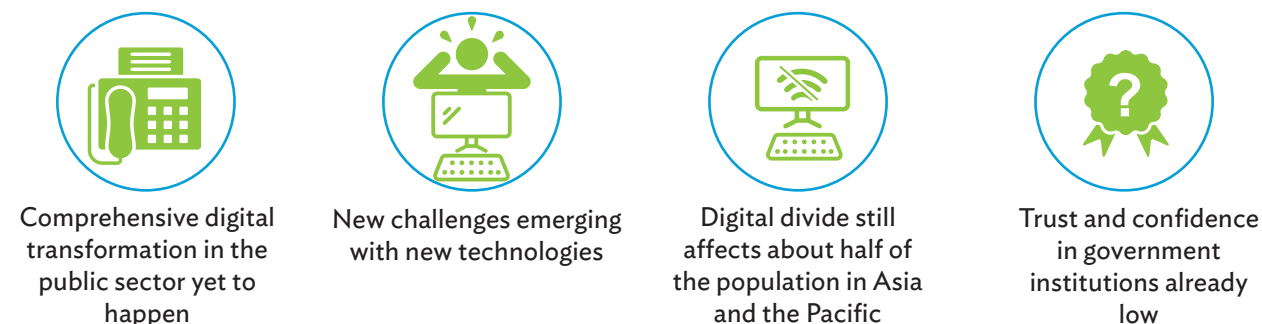 ?
Comprehensive digital
transformation in the
public sector yet to
happen
New challenges emerging
with new technologies
Digital divide still
affects about half of
the population in Asia
and the Pacific
Trust and confidence
in government
institutions already
low